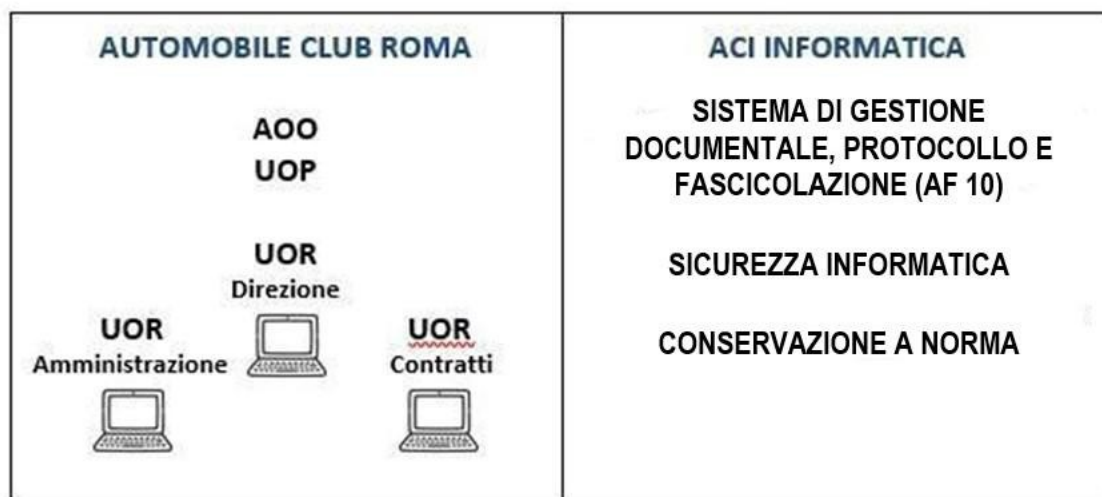 AUTOMOBILE CLUB ROMA
AOO
UOP
UOR
Direzione
UOR
Amministrazione
UOR
Contratti
ACI INFORMATICA
SISTEMA DI GESTIONE
DOCUMENTALE, PROTOCOLLO E
FASCICOLAZIONE (AF 10)
SICUREZZA INFORMATICA
CONSERVAZIONE A NORMA